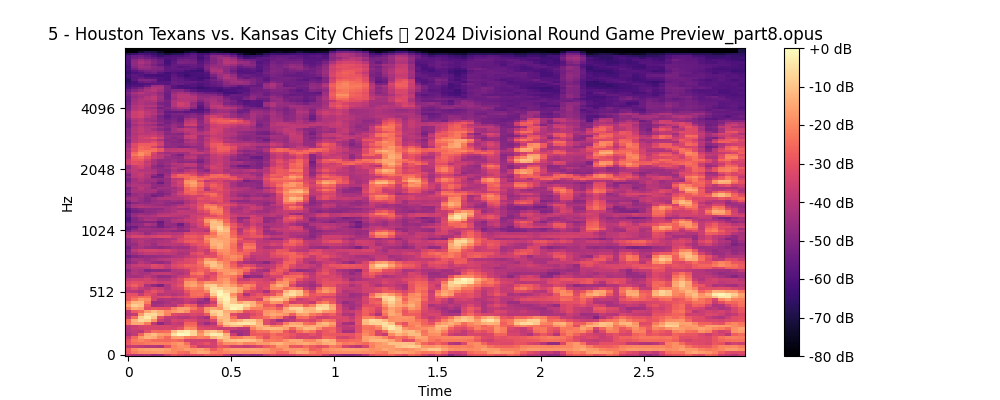 5 - Houston Texans vs. Kansas City Chiefs ▯ 2024 Divisional Round Game Preview_part8.opus
+0 dB
4096
-10 dB
-20 dB
2048
-30 dB
Hz
1024
-40 dB
-50 dB
512
-60 dB
-70 dB
0
-80 dB
0 0.5 1 1.5 2 2.5
Time